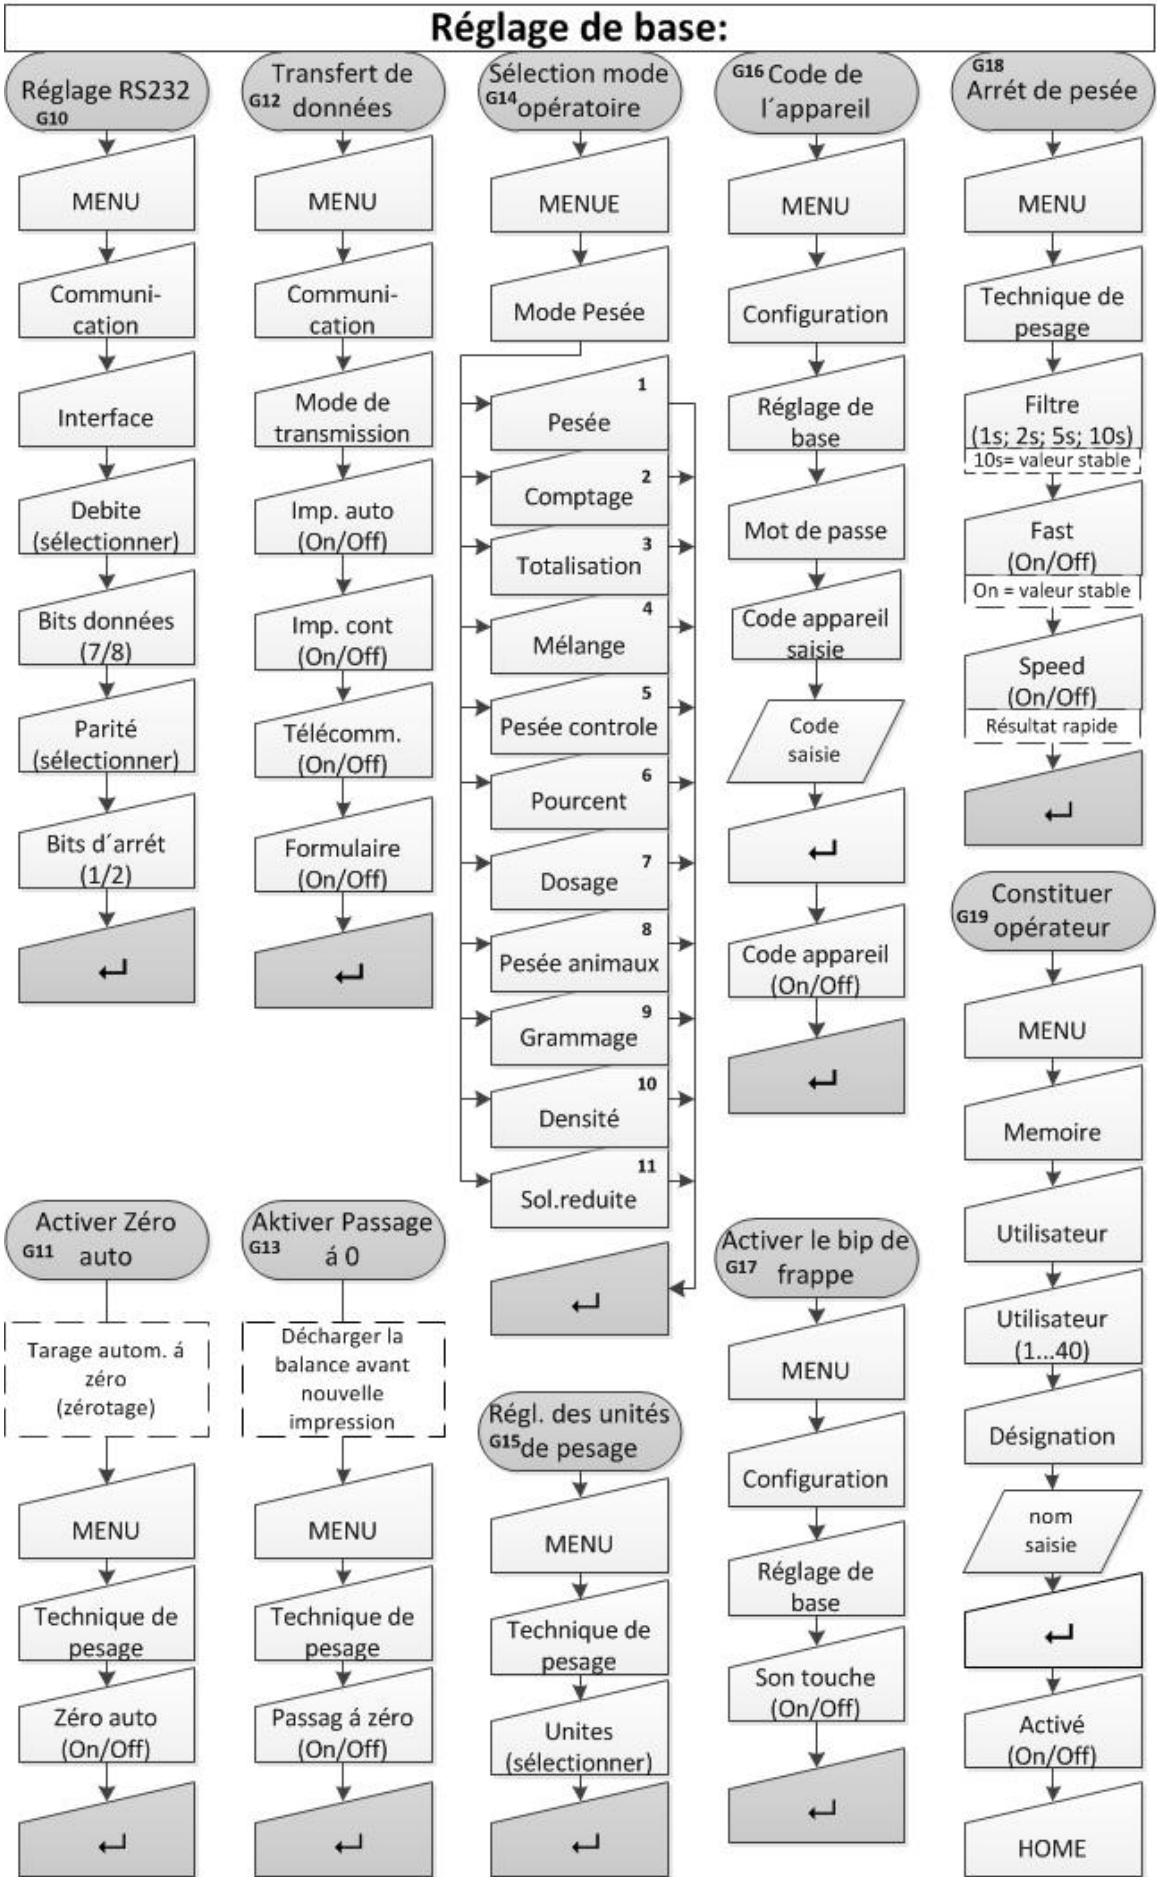 Réglage de base:
Réglage RS232
G10
MENU
Communi-
cation
Interface
Debite
(sélectionner)
Bits données
(7/8)
Parité
(sélectionner)
Bits d´arrét
(1/2)
Transfert de
G12 données
MENU
Communi-
cation
Mode de
transmission
Imp. auto
(On/Off)
Imp. cont
(On/Off)
Télécomm.
(On/Off)
Formulaire
(On/Off)
Sélection mode
G14 opératoire
MENUE
Mode Pesée
1
Pesée
2
Comptage
3
Totalisation
4
Mélange
5
Pesée controle
6
Pourcent
7
Dosage
8
Pesée animaux
9
Grammage
10
Densité
11
Sol.reduite
G16 Code de
l´appareil
MENU
Configuration
Réglage de
base
Mot de passe
Code appareil
saisie
Code
saisie
Code appareil
(On/Off)
G18
Arrét de pesée
MENU
Technique de
pesage
Filtre
(1s; 2s; 5s; 10s)
10s= valeur stable
Fast
(On/Off)
On = valeur stable
Speed
(On/Off)
Résultat rapide
Activer Zéro
G11 auto
Tarage autom. á
zéro
(zérotage)
MENU
Technique de
pesage
Zéro auto
(On/Off)
Aktiver Passage
G13 á 0
Décharger la
balance avant
nouvelle
impression
MENU
Technique de
pesage
Passag á zéro
(On/Off)
Régl. des unités
G15 de pesage
MENU
Technique de
pesage
Unites
(sélectionner)
Activer le bip de
G17 frappe
MENU
Configuration
Réglage de
base
Son touche
(On/Off)
Constituer
G19 opérateur
MENU
Memoire
Utilisateur
Utilisateur
(1...40)
Désignation
nom
saisie
Activé
(On/Off)
HOME